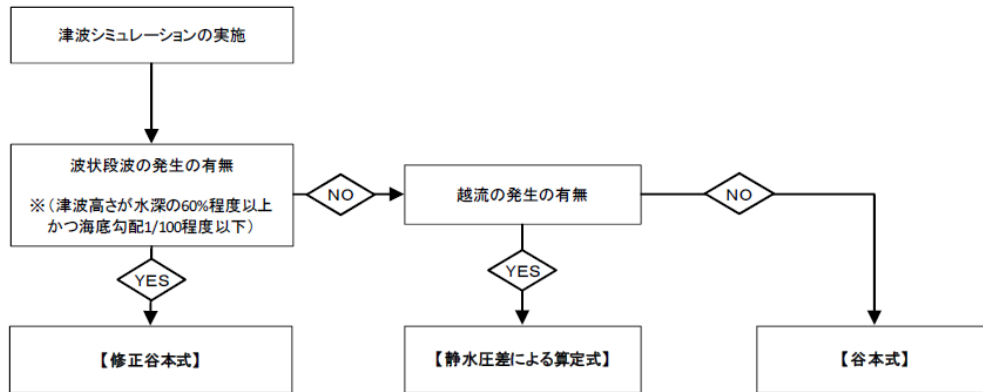 津波シミュレーションの実施
波状段波の発生の有無
※（津波高さが水深の60%程度以上
かつ海底勾配1/100程度以下）
NO
越流の発生の有無
NO
YES
YES
【修正谷本式】
【静水圧差による算定式】
【谷本式】